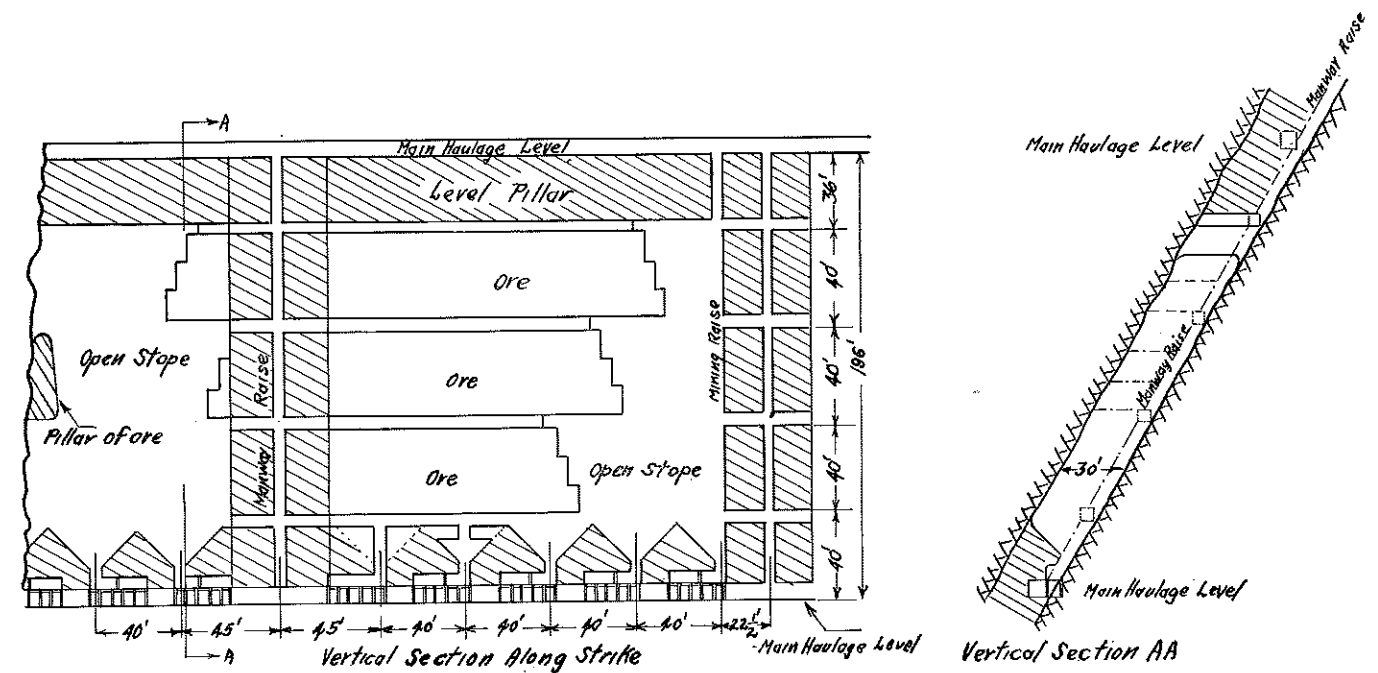 A
Main Haulage Level
Level Pillar
36'
Ore
40'
Open Stope
Raise
Ore
Mining Raise
40'
196'
Pillar of ore
Manway
Ore
Open Stope
40'
40'
40'
45'
45'
40'
40'
40'
40'
22 1/2'
A
Vertical Section Along Strike
Main Haulage Level
Manway Raise
Main Haulage Level
Manway Raise
30'
Main Haulage Level
Vertical Section AA